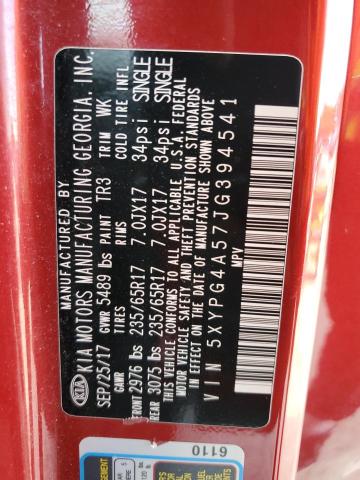 MANUFACTURED BY
KIA KIA MOTORS MANUFACTURING GEORGIA, INC.
SEP/25/17 GVWR 5489 lbs PAINT TR3 TRIM WK
GAWR TIRES RIMS COLD TIRE INFL
FRONT 2976 lbs 235/65R17 7.0JX17 34psi SINGLE
REAR 3075 lbs 235/65R17 7.0JX17 34psi SINGLE
THIS VEHICLE CONFORMS TO ALL APPLICABLE U.S.A. FEDERAL
MOTOR VEHICLE SAFETY AND THEFT PREVENTION STANDARDS
IN EFFECT ON THE DATE OF MANUFACTURE SHOWN ABOVE.
VIN 5XYPG4A57JG394541
MPV
6110